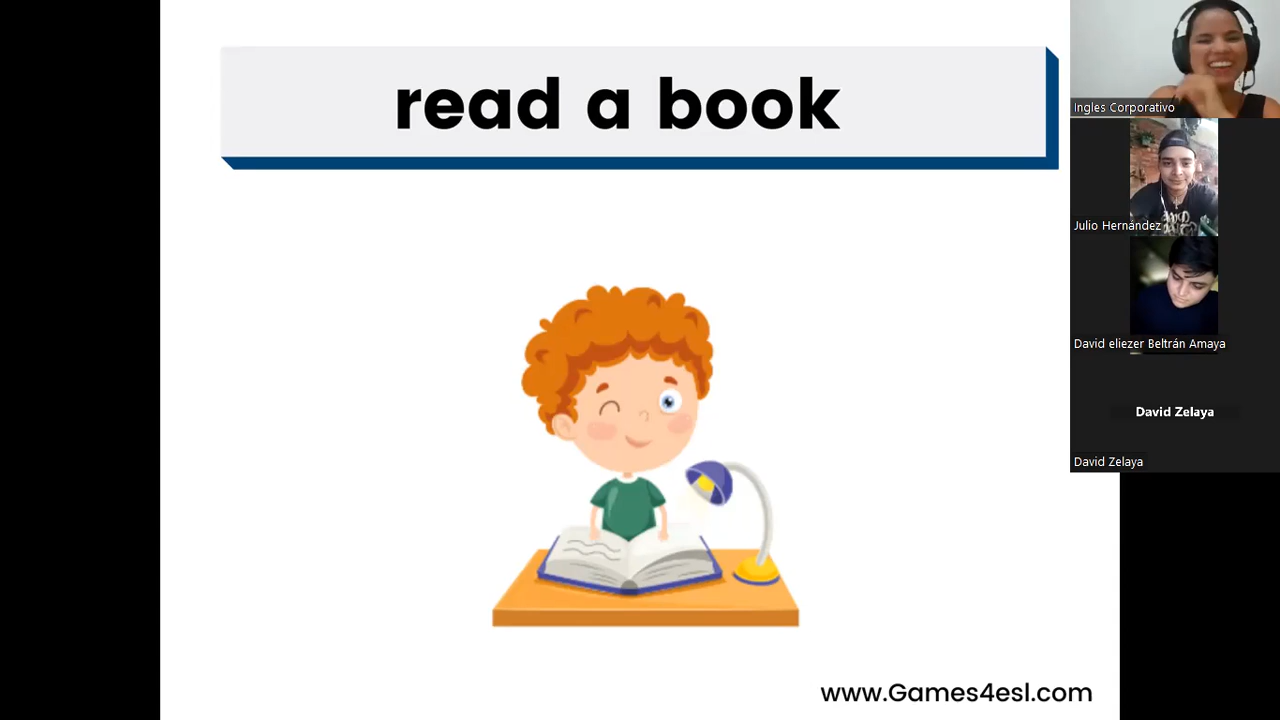 read a book
Ingles Corporativo
Julio Hernández
David eliezer Beltrán Amaya
David Zelaya
David Zelaya
www.Games4esl.com